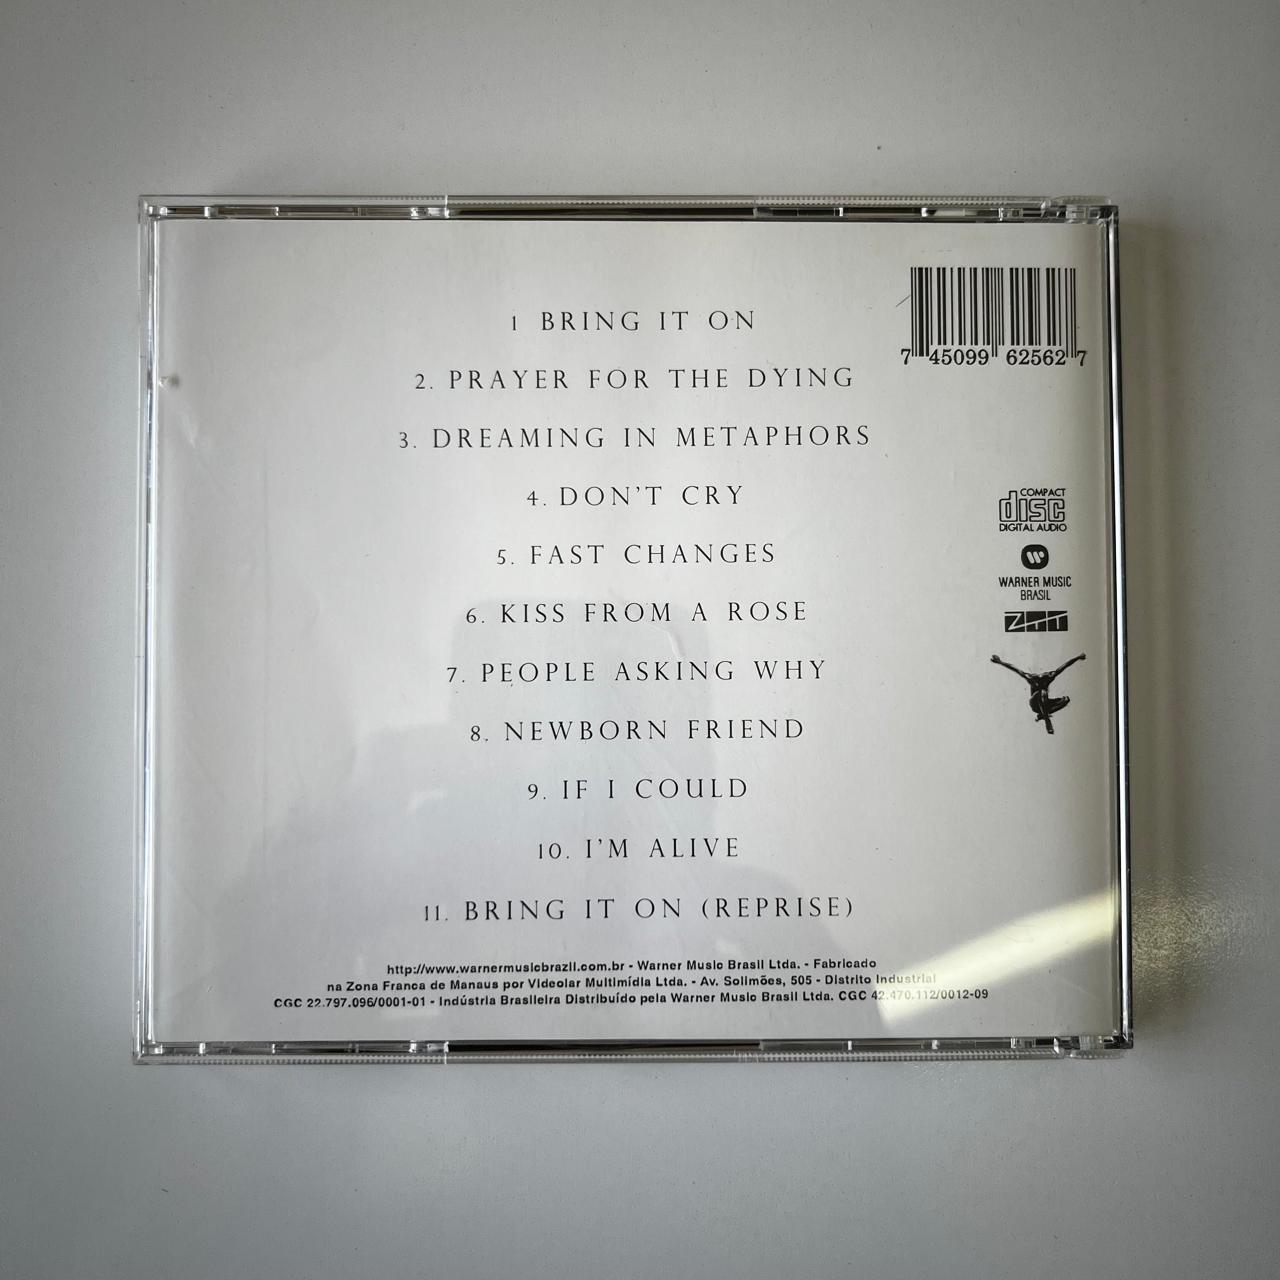 1 BRING IT ON
2. PRAYER FOR THE DYING
3. DREAMING IN METAPHORS
4. DON'T CRY
5. FAST CHANGES
6. KISS FROM A ROSE
7. PEOPLE ASKING WHY
8. NEWBORN FRIEND
9. IF I COULD
10. I'M ALIVE
11. BRING IT ON (REPRISE)
7 45099 62562 7
COMPACT
disc
DIGITAL AUDIO
WARNER MUSIC
BRASIL
ZTT
http://www.warnermusicbrazil.com.br - Warner Music Brasil Ltda. - Fabricado
na Zona Franca de Manaus por Videolar Multimídia Ltda. - Av. Solimões, 505 - Distrito Industrial
CGC 22.797.096/0001-01 - Indústria Brasileira Distribuído pela Warner Music Brasil Ltda. CGC 42.470.112/0012-09